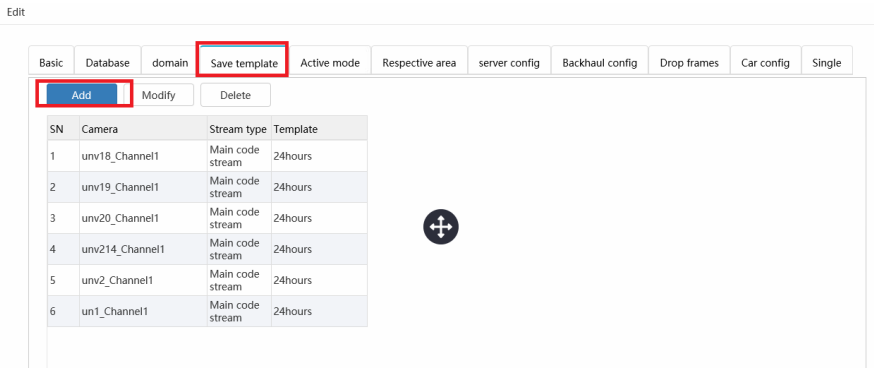 Edit
Basic Database domain Save template Active mode Respective area server config Backhaul config Drop frames Car config Single
Add Modify Delete
SN Camera Stream type Template
1 unv18_Channel1 Main code stream 24hours
2 unv19_Channel1 Main code stream 24hours
3 unv20_Channel1 Main code stream 24hours
4 unv214_Channel1 Main code stream 24hours
5 unv2_Channel1 Main code stream 24hours
6 un1_Channel1 Main code stream 24hours